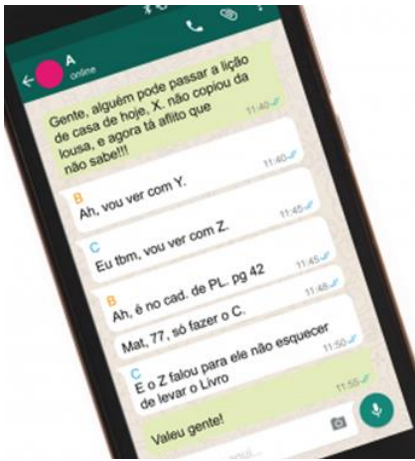 A
online
Gente, alguém pode passar a lição
de casa de hoje, X. não copiou da
lousa, e agora tá aflito que
não sabe!!!
11:40
B
Ah, vou ver com Y.
11:40
C
Eu tbm, vou ver com Z.
11:45
B
Ah, é no cad. de PL. pg 42
11:45
Mat, 77, só fazer o C.
11:48
C
E o Z falou para ele não esquecer
de levar o Livro
11:50
Valeu gente!
11:55